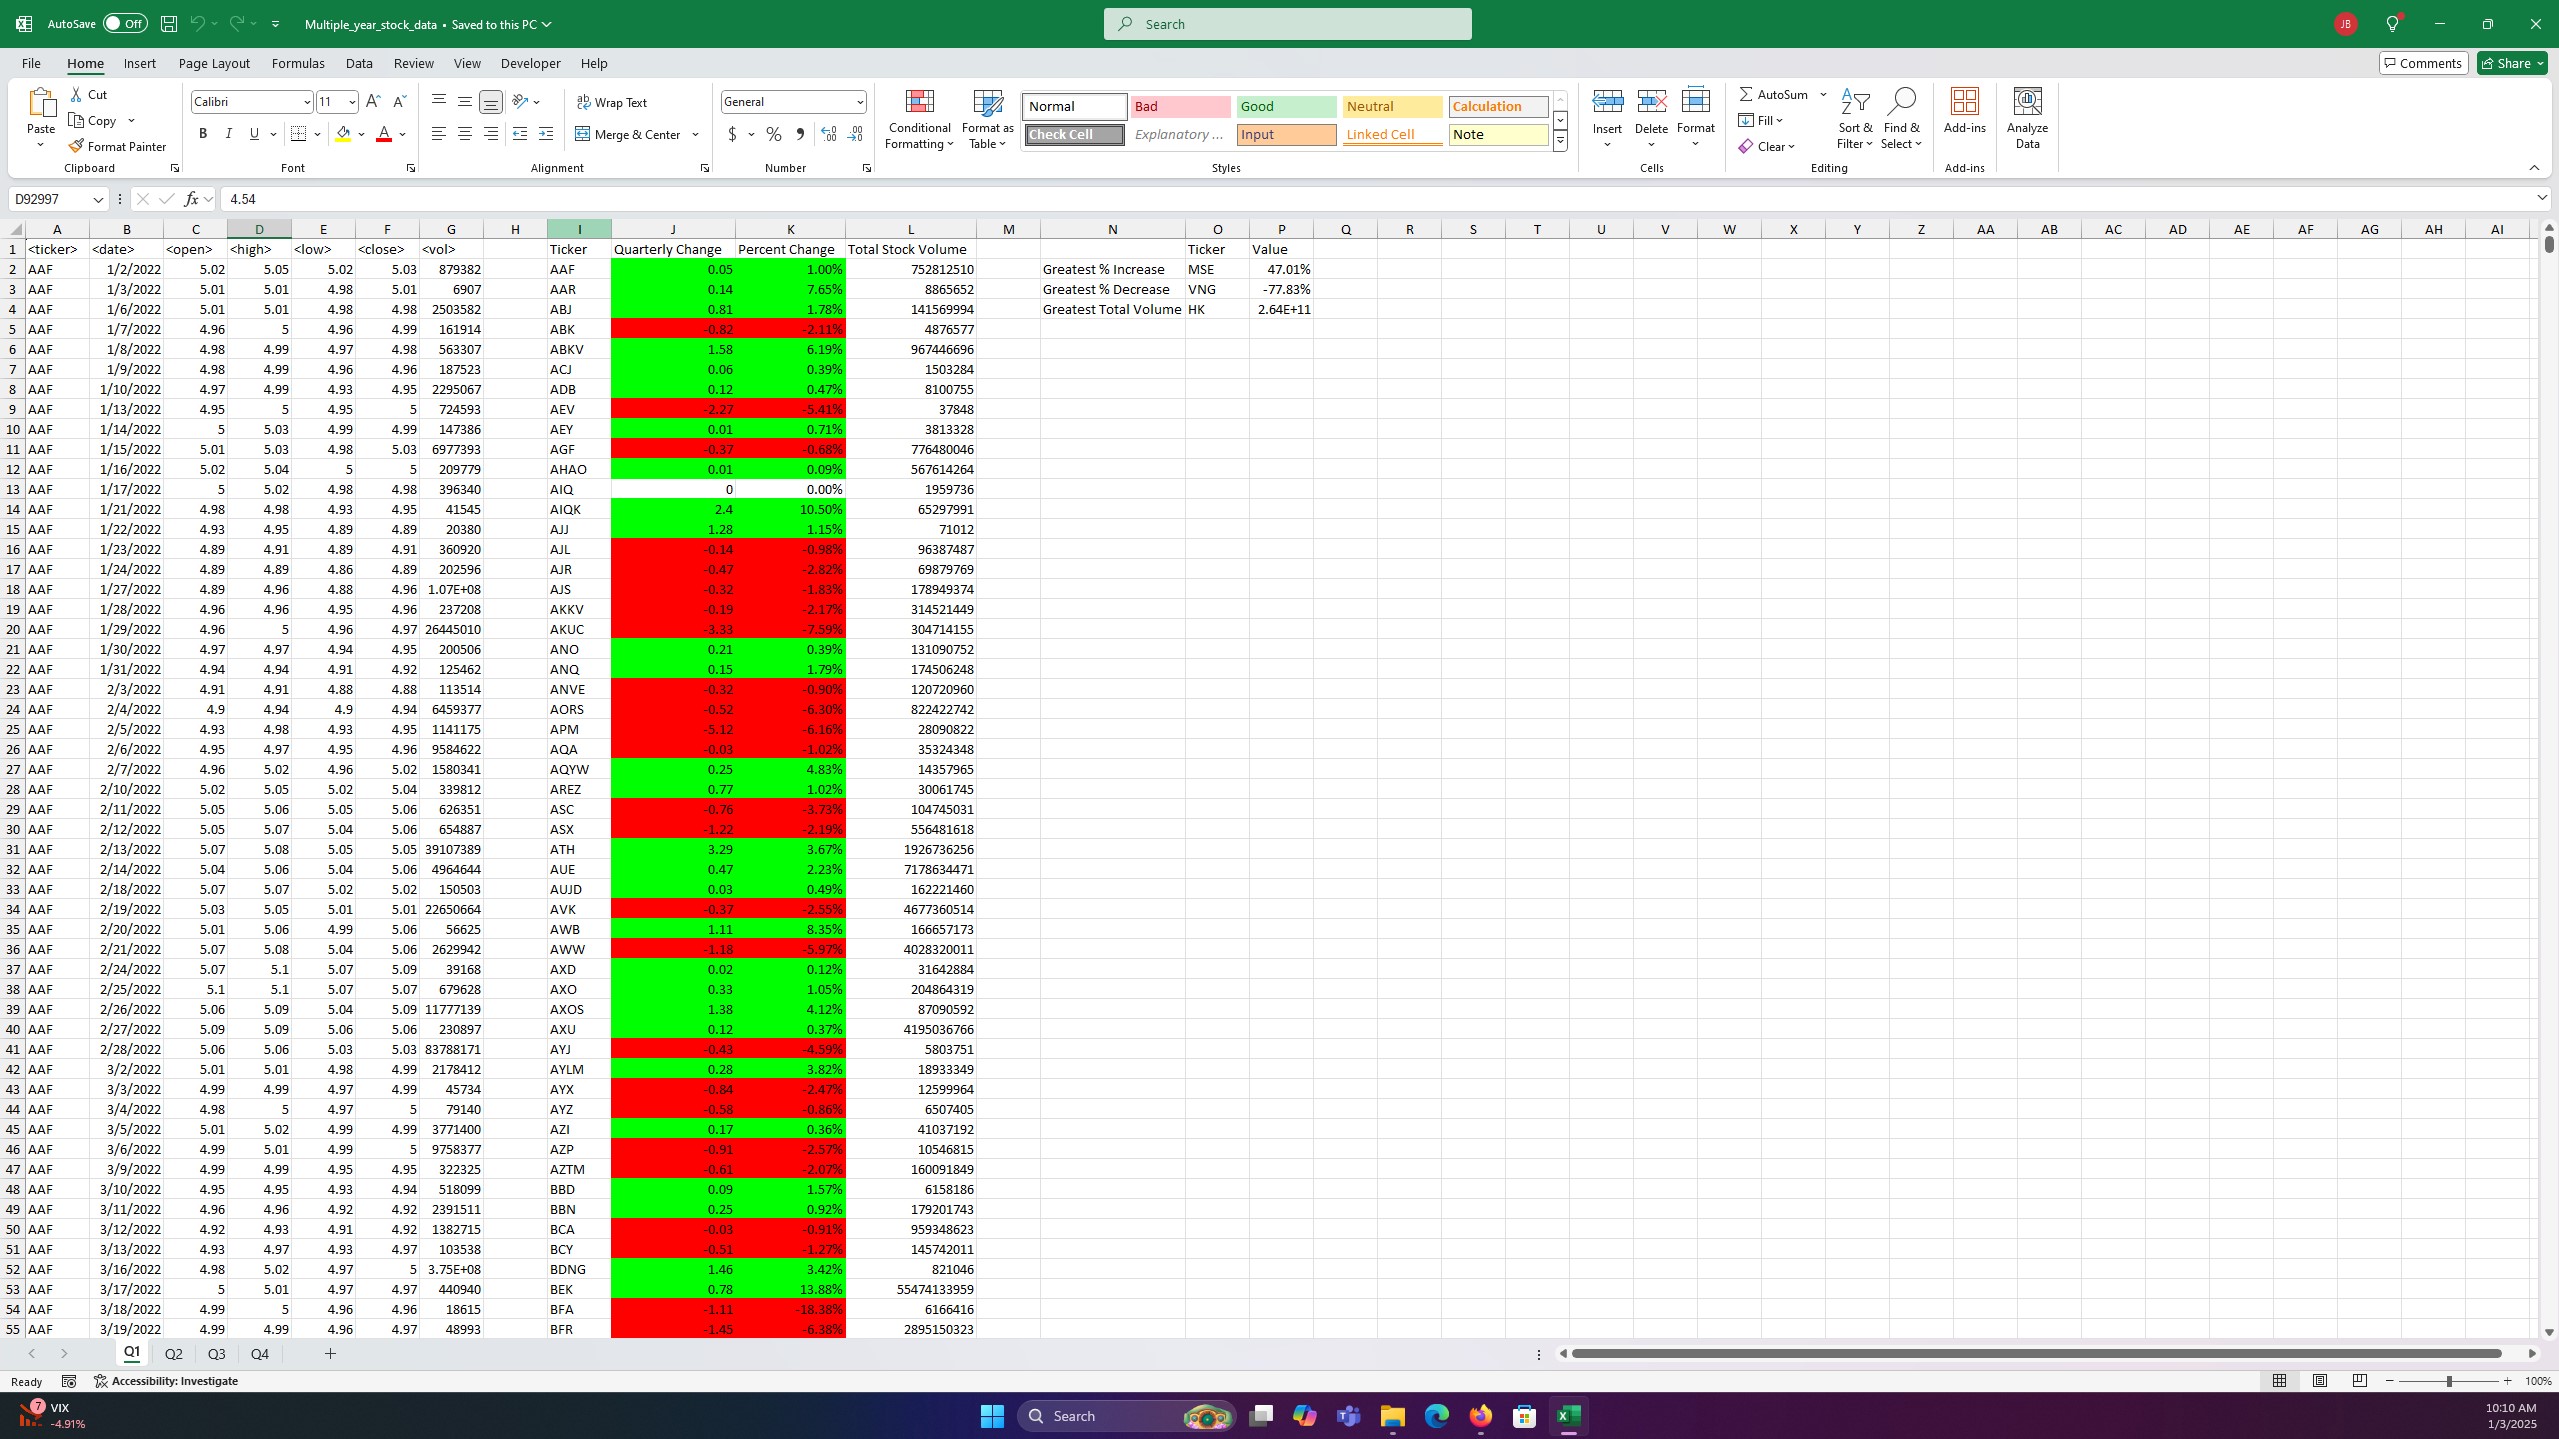 AutoSave Off Multiple_year_stock_data • Saved to this PC Search JB
File Home Insert Page Layout Formulas Data Review View Developer Help Comments Share
Paste Cut Copy Format Painter Clipboard
Calibri 11 B I U Font
Wrap Text Merge & Center Alignment
General $ % , Number
Conditional Formatting Format as Table
Normal Bad Good Neutral Calculation
Check Cell Explanatory ... Input Linked Cell Note
Styles
Insert Delete Format Cells
AutoSum Fill Clear Sort & Filter Find & Select Editing
Add-ins Add-ins
Analyze Data
D92997 fx 4.54
A B C D E F G H I J K L M N O P Q R S T U V W X Y Z AA AB AC AD AE AF AG AH AI
1 <ticker> <date> <open> <high> <low> <close> <vol> Ticker Quarterly Change Percent Change Total Stock Volume Ticker Value
2 AAF 1/2/2022 5.02 5.05 5.02 5.03 879382 AAF 0.05 1.00% 752812510 Greatest % Increase MSE 47.01%
3 AAF 1/3/2022 5.01 5.01 4.98 5.01 6907 AAR 0.14 7.65% 8865652 Greatest % Decrease VNG -77.83%
4 AAF 1/6/2022 5.01 5.01 4.98 4.98 2503582 ABJ 0.81 1.78% 141569994 Greatest Total Volume HK 2.64E+11
5 AAF 1/7/2022 4.96 5 4.96 4.99 161914 ABK -0.82 -2.11% 4876577
6 AAF 1/8/2022 4.98 4.99 4.97 4.98 563307 ABKV 1.58 6.19% 967446696
7 AAF 1/9/2022 4.98 4.99 4.96 4.96 187523 ACJ 0.06 0.39% 1503284
8 AAF 1/10/2022 4.97 4.99 4.93 4.95 2295067 ADB 0.12 0.47% 8100755
9 AAF 1/13/2022 4.95 5 4.95 5 724593 AEV -2.27 -5.41% 37848
10 AAF 1/14/2022 5 5.03 4.99 4.99 147386 AEY 0.01 0.71% 3813328
11 AAF 1/15/2022 5.01 5.03 4.98 5.03 6977393 AGF -0.37 -0.68% 776480046
12 AAF 1/16/2022 5.02 5.04 5 5 209779 AHAO 0.01 0.09% 567614264
13 AAF 1/17/2022 5 5.02 4.98 4.98 396340 AIQ 0 0.00% 1959736
14 AAF 1/21/2022 4.98 4.98 4.93 4.95 41545 AIQK 2.4 10.50% 65297991
15 AAF 1/22/2022 4.93 4.95 4.89 4.89 20380 AJJ 1.28 1.15% 71012
16 AAF 1/23/2022 4.89 4.91 4.89 4.91 360920 AJL -0.14 -0.98% 96387487
17 AAF 1/24/2022 4.89 4.89 4.86 4.89 202596 AJR -0.47 -2.82% 69879769
18 AAF 1/27/2022 4.89 4.96 4.88 4.96 1.07E+08 AJS -0.32 -1.83% 178949374
19 AAF 1/28/2022 4.96 4.96 4.95 4.96 237208 AKKV -0.19 -2.17% 314521449
20 AAF 1/29/2022 4.96 5 4.96 4.97 26445010 AKUC -3.33 -7.59% 304714155
21 AAF 1/30/2022 4.97 4.97 4.94 4.95 200506 ANO 0.21 0.39% 131090752
22 AAF 1/31/2022 4.94 4.94 4.91 4.92 125462 ANQ 0.15 1.79% 174506248
23 AAF 2/3/2022 4.91 4.91 4.88 4.88 113514 ANVE -0.32 -0.90% 120720960
24 AAF 2/4/2022 4.9 4.94 4.9 4.94 6459377 AORS -0.52 -6.30% 822422742
25 AAF 2/5/2022 4.93 4.98 4.93 4.95 1141175 APM -5.12 -6.16% 28090822
26 AAF 2/6/2022 4.95 4.97 4.95 4.96 9584622 AQA -0.03 -1.02% 35324348
27 AAF 2/7/2022 4.96 5.02 4.96 5.02 1580341 AQYW 0.25 4.83% 14357965
28 AAF 2/10/2022 5.02 5.05 5.02 5.04 339812 AREZ 0.77 1.02% 30061745
29 AAF 2/11/2022 5.05 5.06 5.05 5.06 626351 ASC -0.76 -3.73% 104745031
30 AAF 2/12/2022 5.05 5.07 5.04 5.06 654887 ASX -1.22 -2.19% 556481618
31 AAF 2/13/2022 5.07 5.08 5.05 5.05 39107389 ATH 3.29 3.67% 1926736256
32 AAF 2/14/2022 5.04 5.06 5.04 5.06 4964644 AUE 0.47 2.23% 7178634471
33 AAF 2/18/2022 5.07 5.07 5.02 5.02 150503 AUJD 0.03 0.49% 162221460
34 AAF 2/19/2022 5.03 5.05 5.01 5.01 22650664 AVK -0.37 -2.55% 4677360514
35 AAF 2/20/2022 5.01 5.06 4.99 5.06 56625 AWB 1.11 8.35% 166657173
36 AAF 2/21/2022 5.07 5.08 5.04 5.06 2629942 AWW -1.18 -5.97% 4028320011
37 AAF 2/24/2022 5.07 5.1 5.07 5.09 39168 AXD 0.02 0.12% 31642884
38 AAF 2/25/2022 5.1 5.1 5.07 5.07 679628 AXO 0.33 1.05% 204864319
39 AAF 2/26/2022 5.06 5.09 5.04 5.09 11777139 AXOS 1.38 4.12% 87090592
40 AAF 2/27/2022 5.09 5.09 5.06 5.06 230897 AXU 0.12 0.37% 4195036766
41 AAF 2/28/2022 5.06 5.06 5.03 5.03 83788171 AYJ -0.43 -4.59% 5803751
42 AAF 3/2/2022 5.01 5.01 4.98 4.99 2178412 AYLM 0.28 3.82% 18933349
43 AAF 3/3/2022 4.99 4.99 4.97 4.99 45734 AYX -0.84 -2.47% 12599964
44 AAF 3/4/2022 4.98 5 4.97 5 79140 AYZ -0.58 -0.86% 6507405
45 AAF 3/5/2022 5.01 5.02 4.99 4.99 3771400 AZI 0.17 0.36% 41037192
46 AAF 3/6/2022 4.99 5.01 4.99 5 9758377 AZP -0.91 -2.57% 10546815
47 AAF 3/9/2022 4.99 4.99 4.95 4.95 322325 AZTM -0.61 -2.07% 160091849
48 AAF 3/10/2022 4.95 4.95 4.93 4.94 518099 BBD 0.09 1.57% 6158186
49 AAF 3/11/2022 4.96 4.96 4.92 4.92 2391511 BBN 0.25 0.92% 179201743
50 AAF 3/12/2022 4.92 4.93 4.91 4.92 1382715 BCA -0.03 -0.91% 959348623
51 AAF 3/13/2022 4.93 4.97 4.93 4.97 103538 BCY -0.51 -1.27% 145742011
52 AAF 3/16/2022 4.98 5.02 4.97 5 3.75E+08 BDNG 1.46 3.42% 821046
53 AAF 3/17/2022 5 5.01 4.97 4.97 440940 BEK 0.78 13.88% 55474133959
54 AAF 3/18/2022 4.99 5 4.96 4.96 18615 BFA -1.11 -18.38% 6166416
55 AAF 3/19/2022 4.99 4.99 4.96 4.97 48993 BFR -1.45 -6.38% 2895150323
Q1 Q2 Q3 Q4 +
Ready Accessibility: Investigate 100%
7 VIX -4.91% Search 10:10 AM
1/3/2025